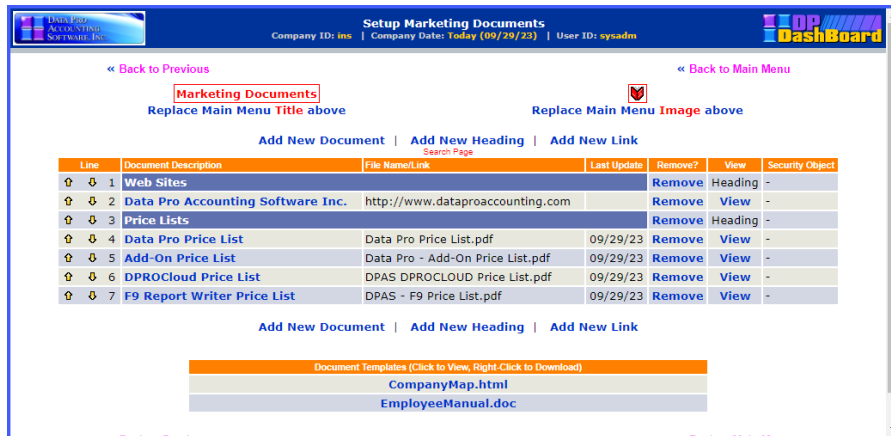 DATA PRO
ACCOUNTING
SOFTWARE, INC.
Setup Marketing Documents
Company ID: ins | Company Date: Today (09/29/23) | User ID: sysadm
DP
DashBoard
« Back to Previous
« Back to Main Menu
Marketing Documents
Replace Main Menu Title above
Replace Main Menu Image above
Add New Document | Add New Heading | Add New Link
Search Page
Line Document Description File Name/Link Last Update Remove? View Security Object
1 Web Sites Remove Heading -
2 Data Pro Accounting Software Inc. http://www.dataproaccounting.com Remove View -
3 Price Lists Remove Heading -
4 Data Pro Price List Data Pro Price List.pdf 09/29/23 Remove View -
5 Add-On Price List Data Pro - Add-On Price List.pdf 09/29/23 Remove View -
6 DPROCloud Price List DPAS DPROCLOUD Price List.pdf 09/29/23 Remove View -
7 F9 Report Writer Price List DPAS - F9 Price List.pdf 09/29/23 Remove View -
Add New Document | Add New Heading | Add New Link
Document Templates (Click to View, Right-Click to Download)
CompanyMap.html
EmployeeManual.doc